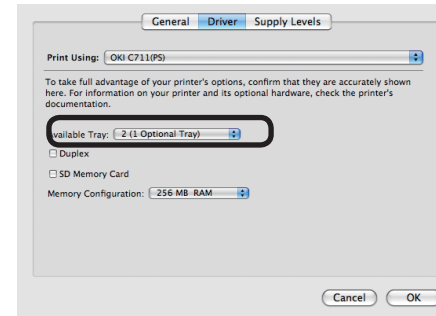 General Driver Supply Levels
Print Using: OKI C711(PS)
To take full advantage of your printer's options, confirm that they are accurately shown
here. For information on your printer and its optional hardware, check the printer's
documentation.
Available Tray: 2 (1 Optional Tray)
Duplex
SD Memory Card
Memory Configuration: 256 MB RAM
Cancel OK